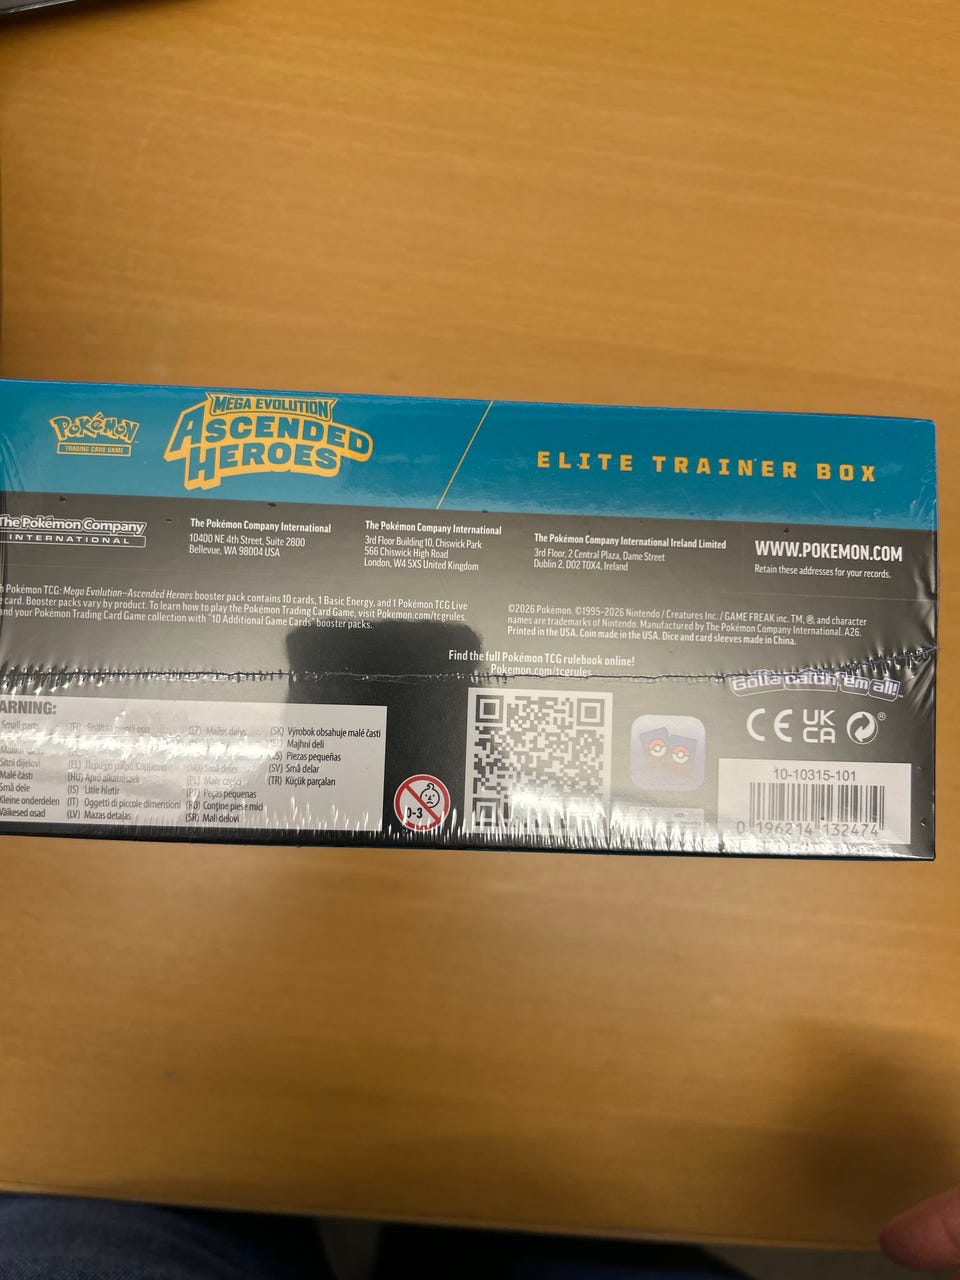 POKéMON
TRADING CARD GAME
MEGA EVOLUTION
ASCENDED
HEROES
ELITE TRAINER BOX
The Pokémon Company
INTERNATIONAL
The Pokémon Company International
10400 NE 4th Street, Suite 2800
Bellevue, WA 98004 USA
The Pokémon Company International
3rd Floor Building 10, Chiswick Park
566 Chiswick High Road
London, W4 5XS United Kingdom
The Pokémon Company International Ireland Limited
3rd Floor, 2 Central Plaza, Dame Street
Dublin 2, D02 T0X4, Ireland
WWW.POKEMON.COM
Retain these addresses for your records.
Pokémon TCG: Mega Evolution—Ascended Heroes booster pack contains 10 cards, 1 Basic Energy, and 1 Pokémon TCG Live
card. Booster packs vary by product. To learn how to play the Pokémon Trading Card Game, visit Pokemon.com/tcgrules.
and your Pokémon Trading Card Game collection with "10 Additional Game Cards" booster packs.
©2026 Pokémon. ©1995-2026 Nintendo / Creatures Inc. / GAME FREAK inc. TM, ®, and character
names are trademarks of Nintendo. Manufactured by The Pokémon Company International. A26.
Printed in the USA. Coin made in the USA. Dice and card sleeves made in China.
Find the full Pokémon TCG rulebook online!
Pokemon.com/tcgrules
Gotta catch 'em all!
ARNING:
Small parts
Sitni dijelovi
Malé části
Små dele
Kleine onderdelen
Väikesed osad
(HU) Apró alkatrészek
(IS) Litlir hlutir
(IT) Oggetti di piccole dimensioni
(LV) Mazas detaļas
(LT) Mažos dalys
(NO) Små deler
(PL) Małe części
(PT) Peças pequenas
(RO) Conține piese mici
(SR) Mali delovi
(SK) Výrobok obsahuje malé časti
Majhni deli
Piezas pequeñas
(SV) Små delar
(TR) Küçük parçaları
0-3
CE
UK
CA
®
10-10315-101
0 196214 132474